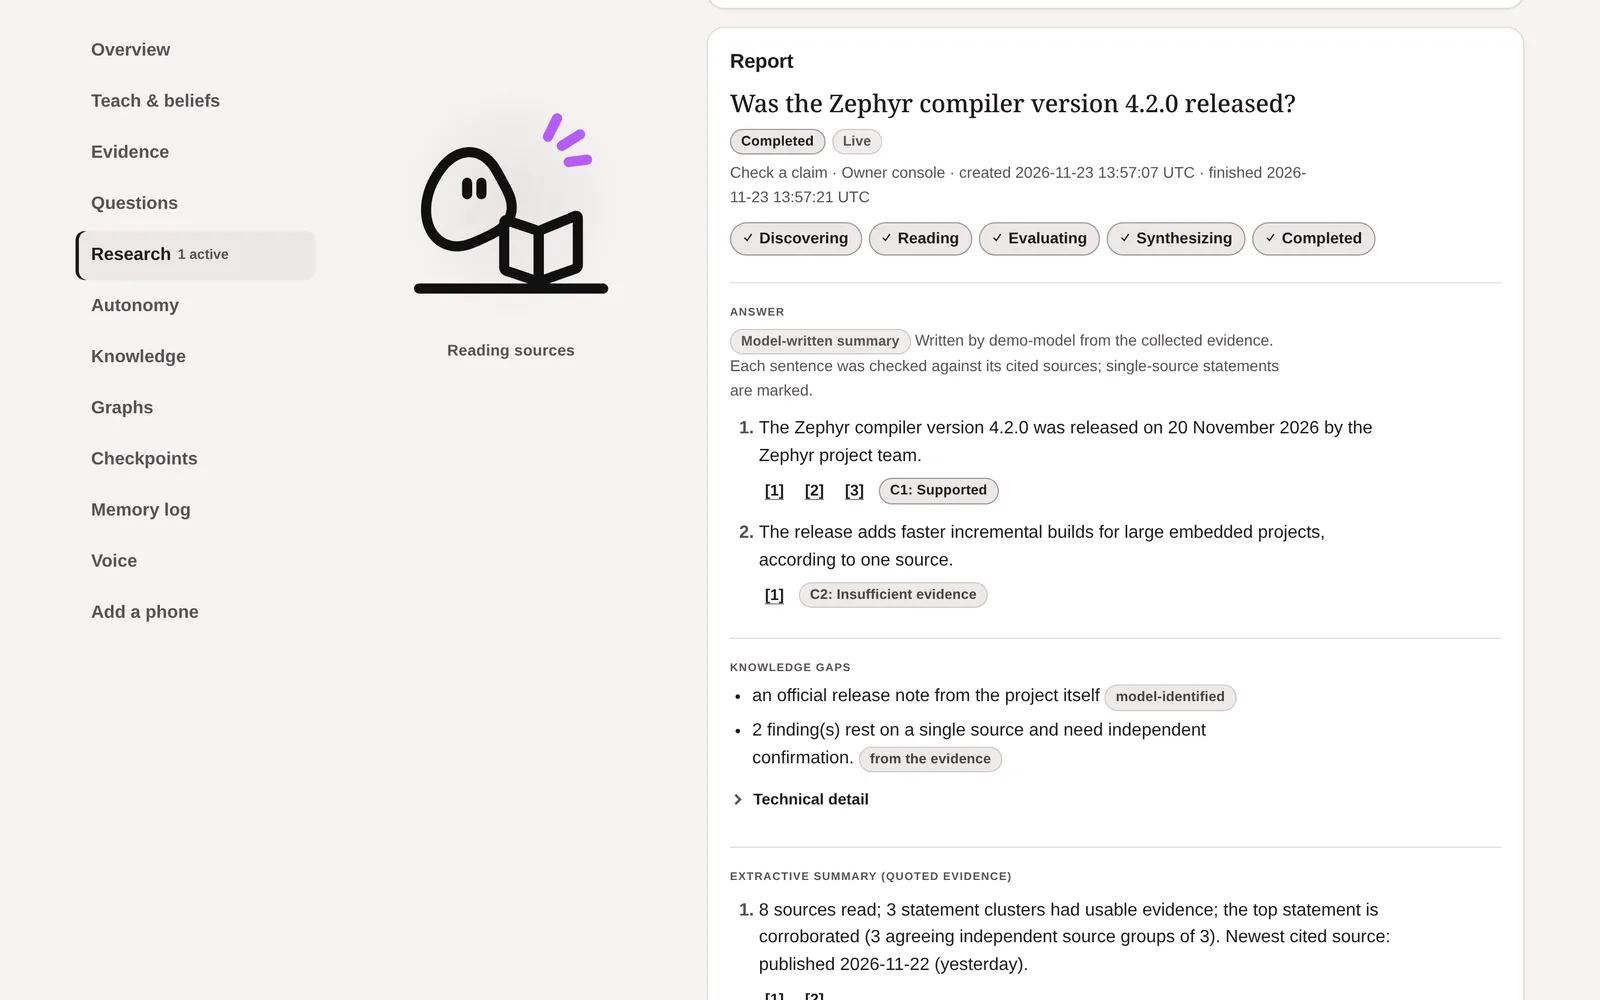 Overview
Teach & beliefs
Evidence
Questions
Research 1 active
Autonomy
Knowledge
Graphs
Checkpoints
Memory log
Voice
Add a phone
Reading sources
Report
Was the Zephyr compiler version 4.2.0 released?
Completed Live
Check a claim · Owner console · created 2026-11-23 13:57:07 UTC · finished 2026-
11-23 13:57:21 UTC
✓ Discovering ✓ Reading ✓ Evaluating ✓ Synthesizing ✓ Completed
ANSWER
Model-written summary Written by demo-model from the collected evidence.
Each sentence was checked against its cited sources; single-source statements
are marked.
1. The Zephyr compiler version 4.2.0 was released on 20 November 2026 by the
Zephyr project team.
[1] [2] [3] C1: Supported
2. The release adds faster incremental builds for large embedded projects,
according to one source.
[1] C2: Insufficient evidence
KNOWLEDGE GAPS
• an official release note from the project itself model-identified
• 2 finding(s) rest on a single source and need independent
confirmation. from the evidence
Technical detail
EXTRACTIVE SUMMARY (QUOTED EVIDENCE)
1. 8 sources read; 3 statement clusters had usable evidence; the top statement is
corroborated (3 agreeing independent source groups of 3). Newest cited source:
published 2026-11-22 (yesterday).
[1] [2]